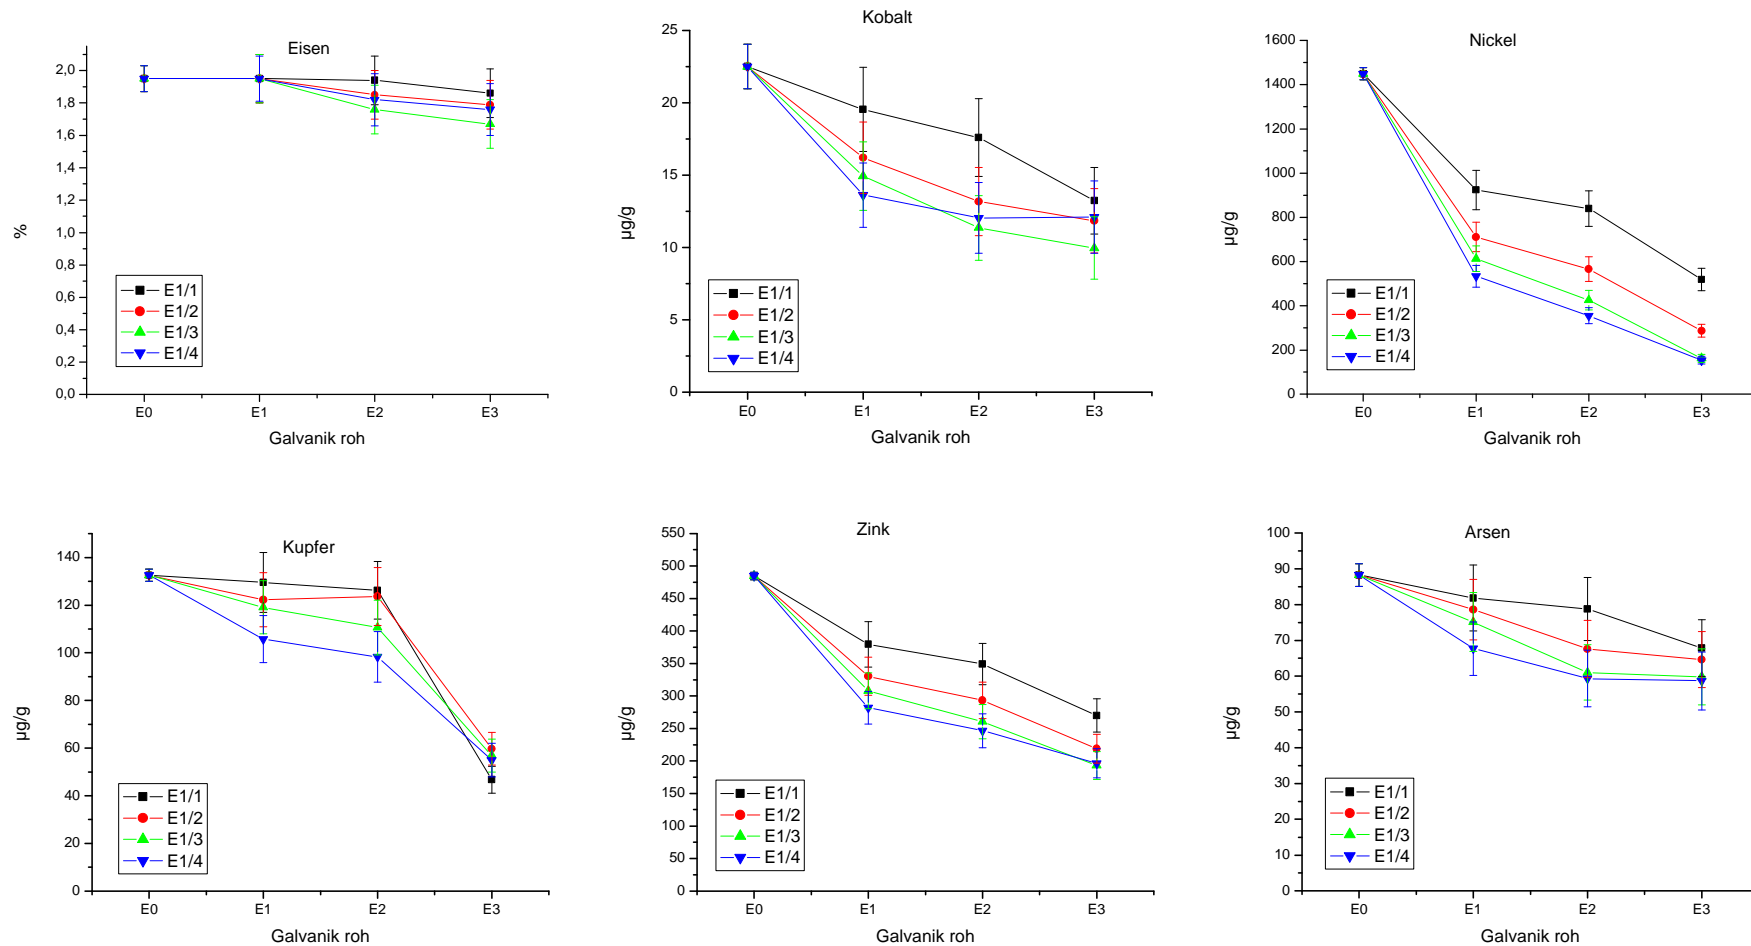 Eisen
2,0
1,8
1,6
1,4
1,2
1,0
0,8
0,6
0,4
0,2
0,0
%
E1/1
E1/2
E1/3
E1/4
E0 E1 E2 E3
Galvanik roh
Kobalt
25
20
15
10
5
0
µg/g
E1/1
E1/2
E1/3
E1/4
E0 E1 E2 E3
Galvanik roh
Nickel
1600
1400
1200
1000
800
600
400
200
0
µg/g
E1/1
E1/2
E1/3
E1/4
E0 E1 E2 E3
Galvanik roh
Kupfer
140
120
100
80
60
40
20
0
µg/g
E1/1
E1/2
E1/3
E1/4
E0 E1 E2 E3
Galvanik roh
Zink
550
500
450
400
350
300
250
200
150
100
50
0
µg/g
E1/1
E1/2
E1/3
E1/4
E0 E1 E2 E3
Galvanik roh
Arsen
100
90
80
70
60
50
40
30
20
10
0
µg/g
E1/1
E1/2
E1/3
E1/4
E0 E1 E2 E3
Galvanik roh